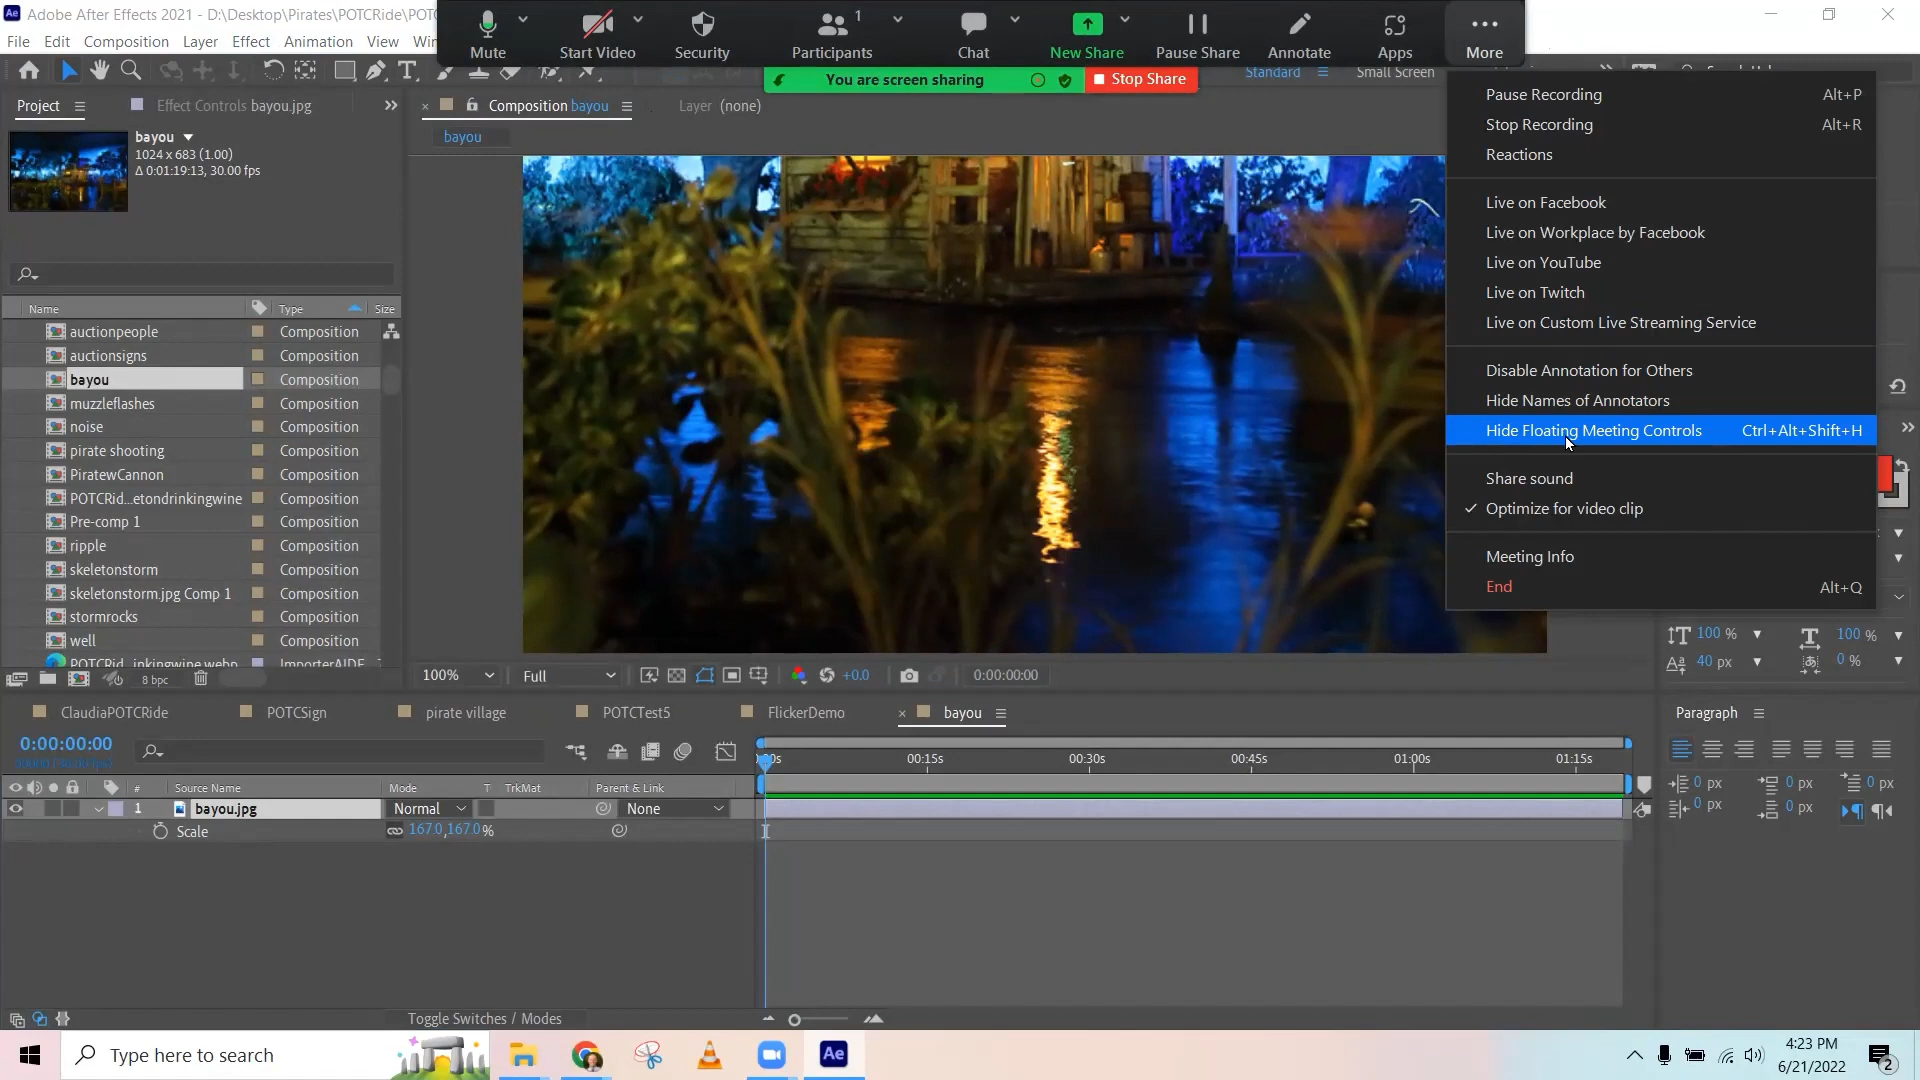 Adobe After Effects 2021 - D:\Desktop\Pirates\POTCRide\POTC
File Edit Composition Layer Effect Animation View Win
Mute
Start Video
Security
Participants 1
Chat
New Share
Pause Share
Annotate
Apps
More
You are screen sharing
Stop Share
Standard
Small Screen
Pause Recording Alt+P
Stop Recording Alt+R
Reactions
Live on Facebook
Live on Workplace by Facebook
Live on YouTube
Live on Twitch
Live on Custom Live Streaming Service
Disable Annotation for Others
Hide Names of Annotators
Hide Floating Meeting Controls Ctrl+Alt+Shift+H
Share sound
Optimize for video clip
Meeting Info
End Alt+Q
Project
Effect Controls bayou.jpg
Composition bayou
Layer (none)
bayou
bayou
1024 x 683 (1.00)
Δ 0:01:19:13, 30.00 fps
Name Type Size
auctionpeople Composition
auctionsigns Composition
bayou Composition
muzzleflashes Composition
noise Composition
pirate shooting Composition
PiratewCannon Composition
POTCRid...etondrinkingwine Composition
Pre-comp 1 Composition
ripple Composition
skeletonstorm Composition
skeletonstorm.jpg Comp 1 Composition
stormrocks Composition
well Composition
POTCRid...inkingwine.webp ImporterAIDE
8 bpc
100%
Full
+0.0
0:00:00:00
100 %
100 %
40 px
0 %
ClaudiaPOTCRide
POTCSign
pirate village
POTCTest5
FlickerDemo
bayou
0:00:00:00
00:15s
00:30s
00:45s
01:00s
01:15s
# Source Name Mode T TrkMat Parent & Link
1 bayou.jpg Normal None
Scale 167.0,167.0%
Paragraph
0 px
0 px
0 px
0 px
0 px
Toggle Switches / Modes
Type here to search
Ae
4:23 PM
6/21/2022
2